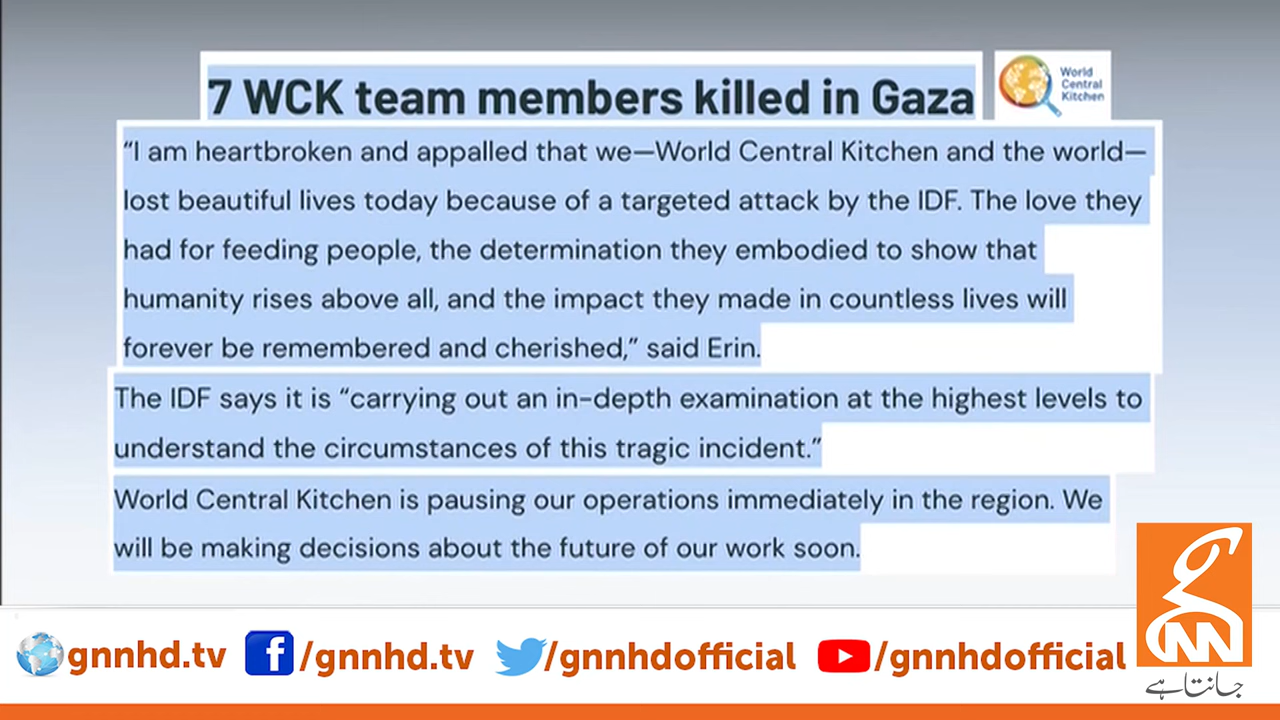 7 WCK team members killed in Gaza
World
Central
Kitchen
“I am heartbroken and appalled that we—World Central Kitchen and the world—
lost beautiful lives today because of a targeted attack by the IDF. The love they
had for feeding people, the determination they embodied to show that
humanity rises above all, and the impact they made in countless lives will
forever be remembered and cherished,” said Erin.
The IDF says it is “carrying out an in-depth examination at the highest levels to
understand the circumstances of this tragic incident.”
World Central Kitchen is pausing our operations immediately in the region. We
will be making decisions about the future of our work soon.
GNN
جانتا ہے
gnnhd.tv f/gnnhd.tv /gnnhdofficial /gnnhdofficial